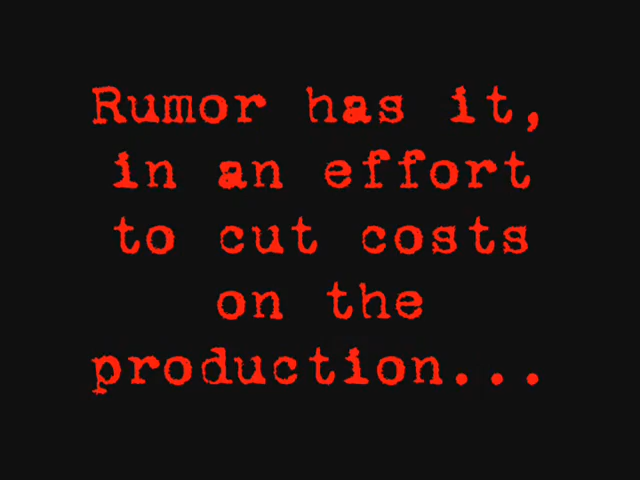 Rumor has it,
in an effort
to cut costs
on the
production...